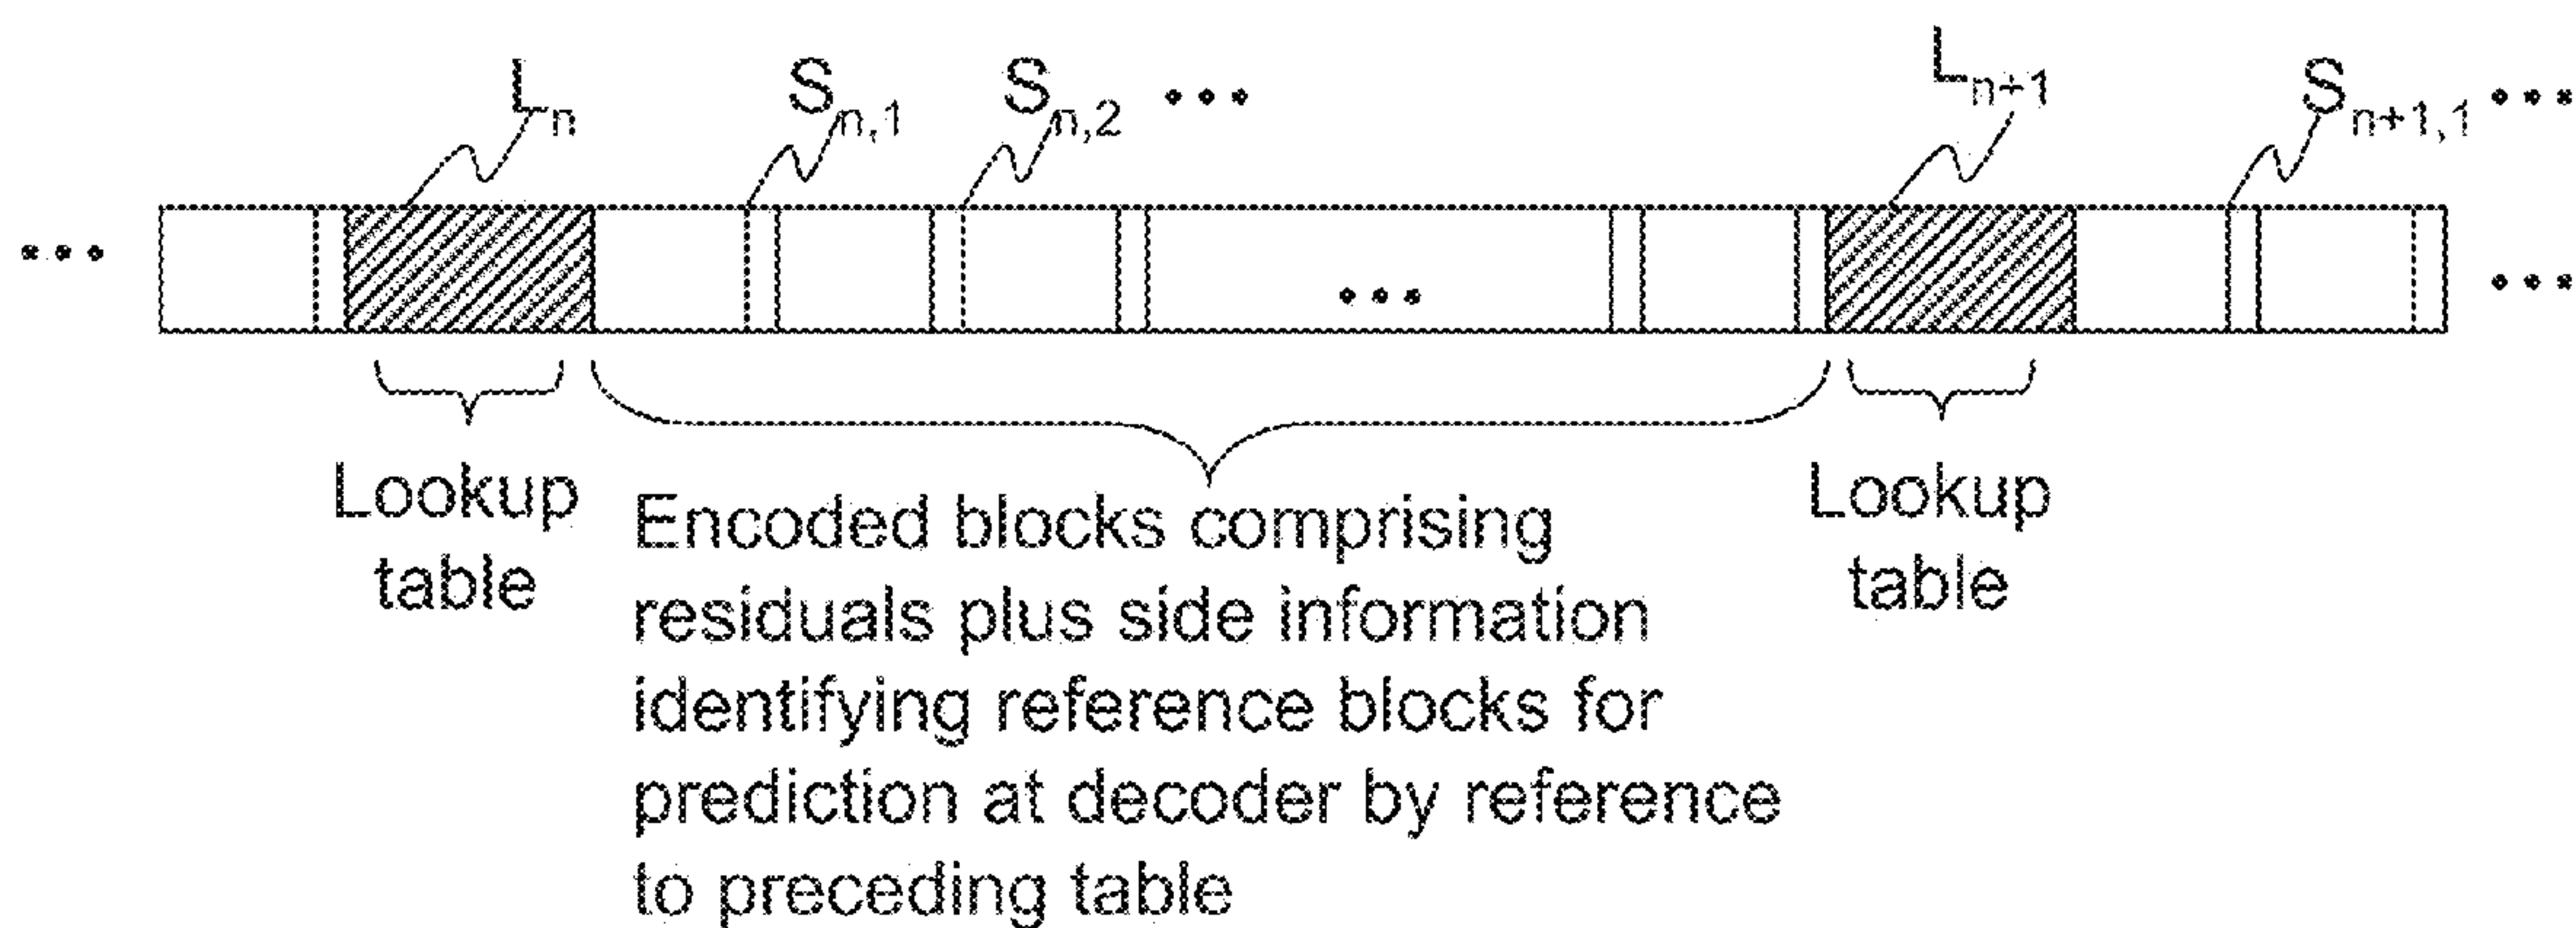 Lₙ Sₙ,₁ Sₙ,₂ ••• Lₙ₊₁ Sₙ₊₁,₁ •••
••• ••• •••
Lookup
table
Encoded blocks comprising
residuals plus side information
identifying reference blocks for
prediction at decoder by reference
to preceding table
Lookup
table